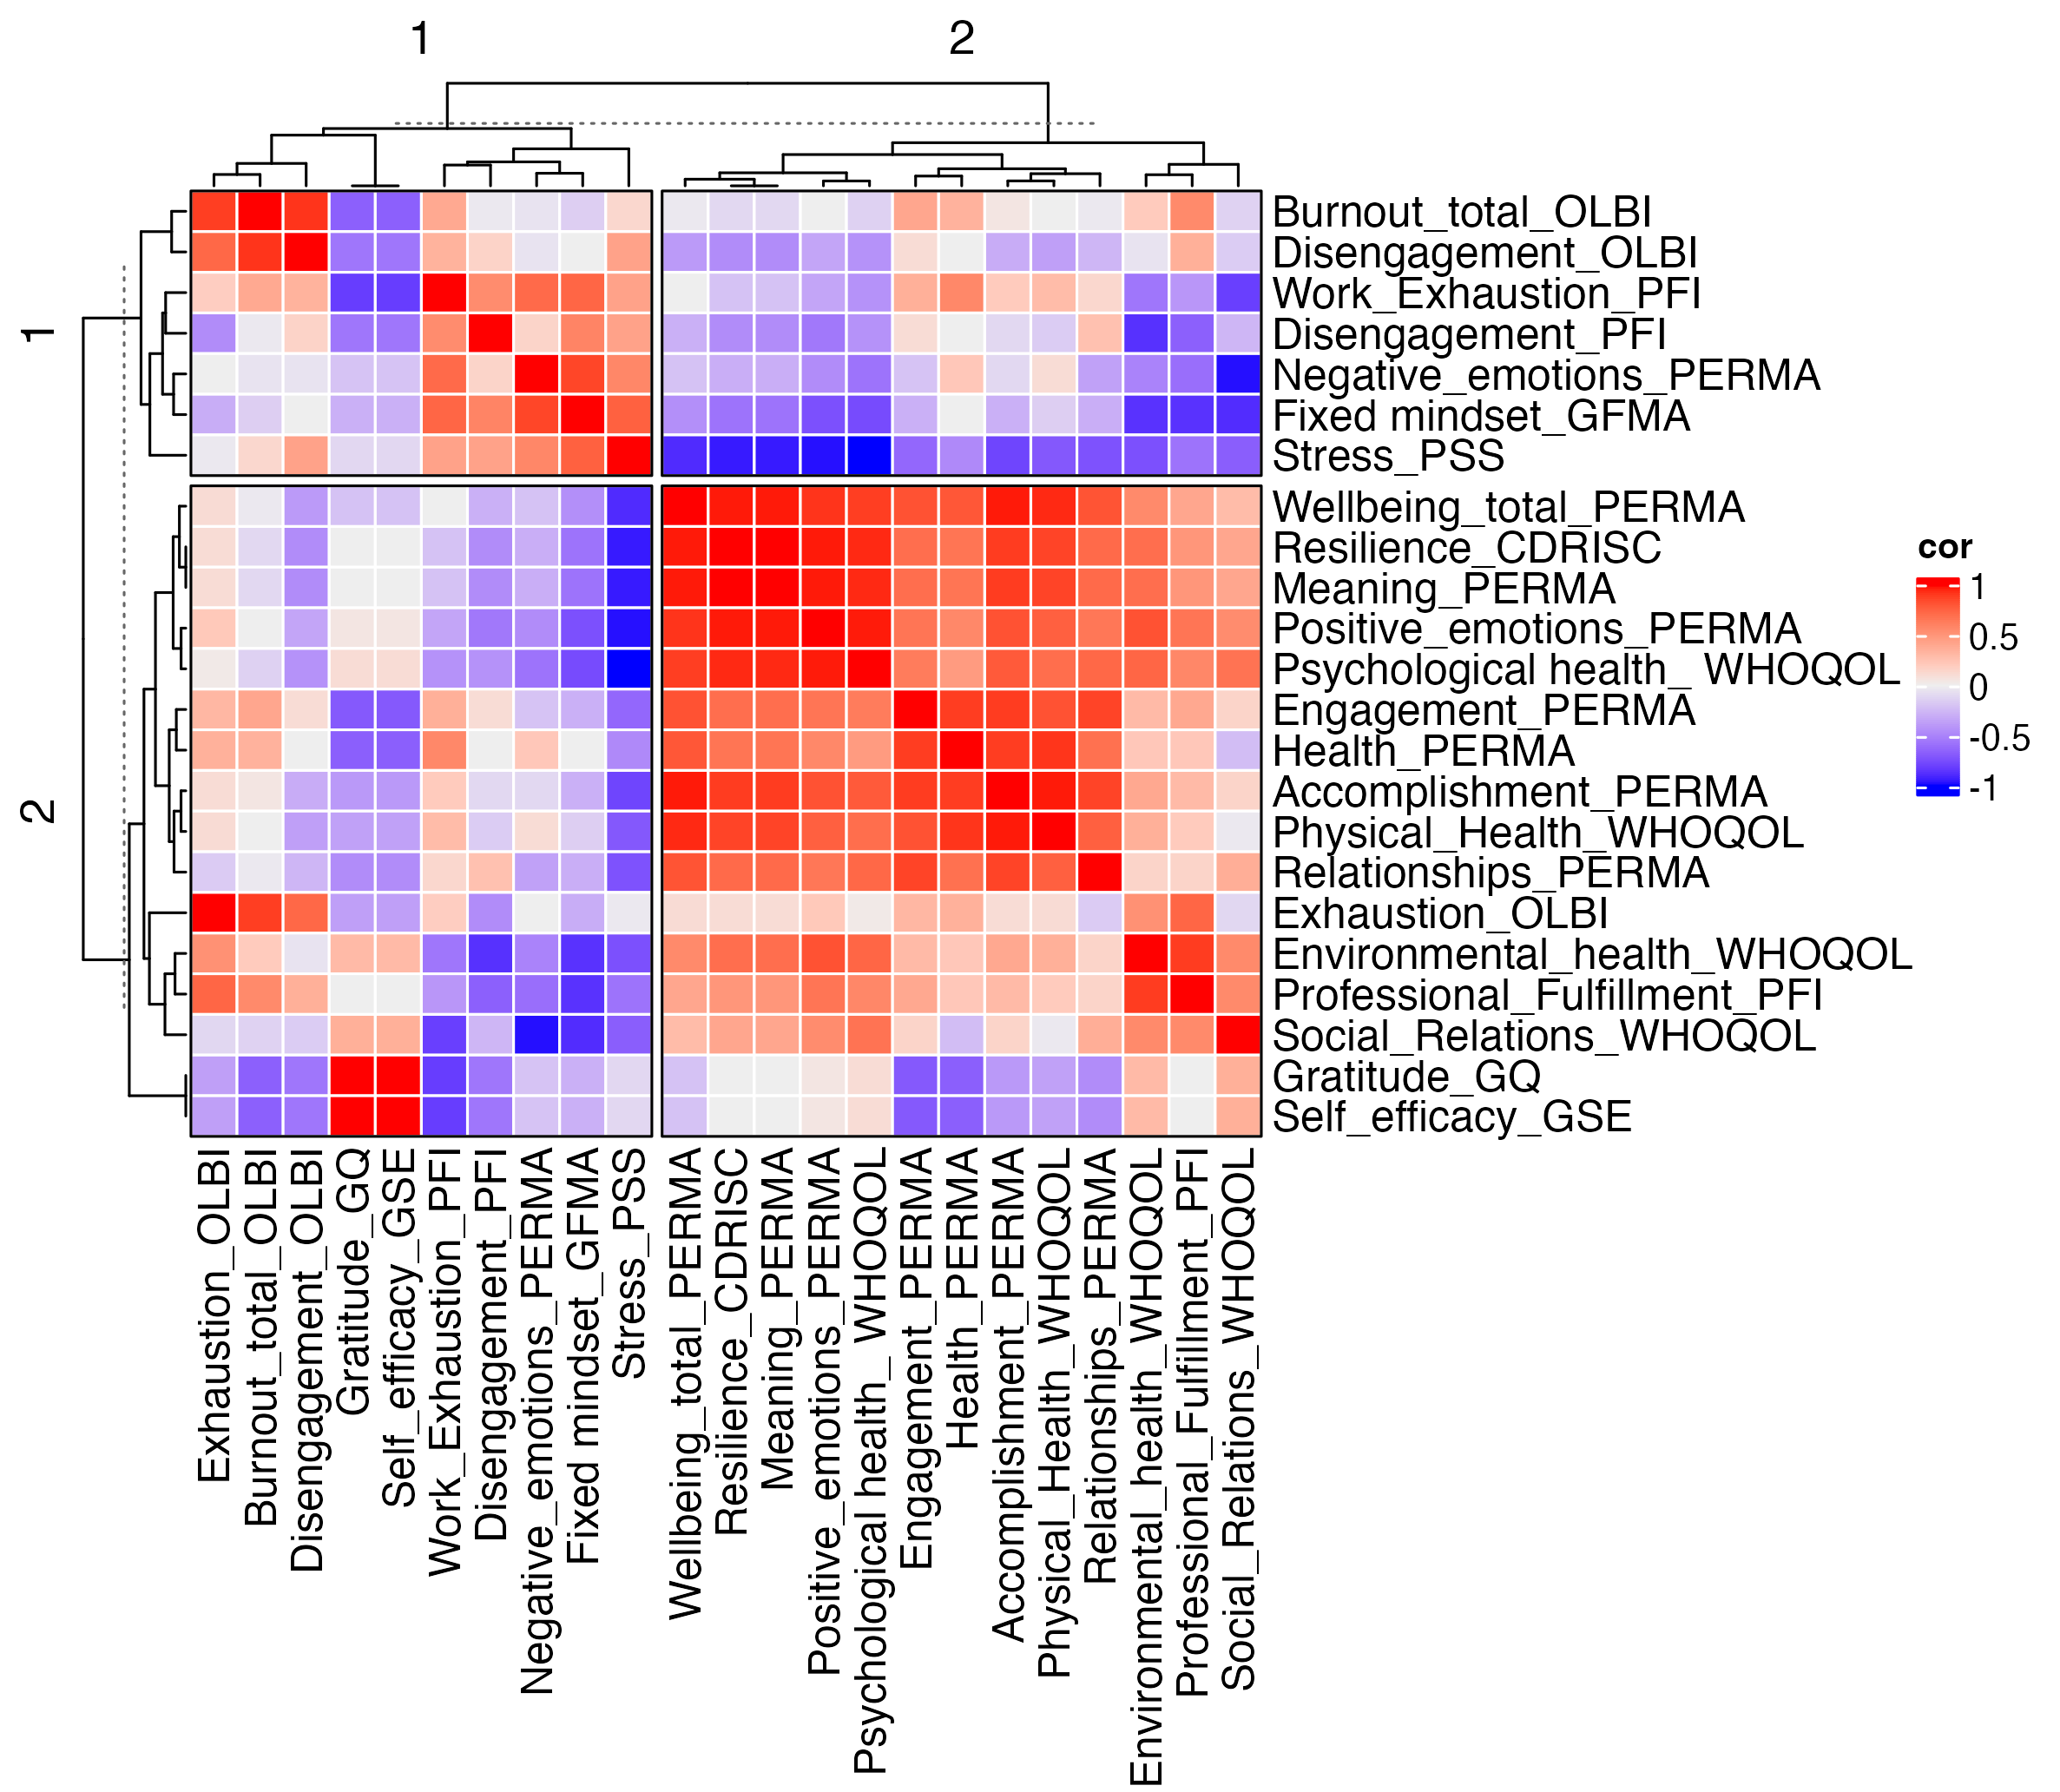 1
2
1
2
Burnout_total_OLBI
Disengagement_OLBI
Work_Exhaustion_PFI
Disengagement_PFI
Negative_emotions_PERMA
Fixed mindset_GFMA
Stress_PSS
Wellbeing_total_PERMA
Resilience_CDRISC
Meaning_PERMA
Positive_emotions_PERMA
Psychological health_ WHOQOL
Engagement_PERMA
Health_PERMA
Accomplishment_PERMA
Physical_Health_WHOQOL
Relationships_PERMA
Exhaustion_OLBI
Environmental_health_WHOQOL
Professional_Fulfillment_PFI
Social_Relations_WHOQOL
Gratitude_GQ
Self_efficacy_GSE
cor
1
0.5
0
-0.5
-1
Exhaustion_OLBI
Burnout_total_OLBI
Disengagement_OLBI
Gratitude_GQ
Self_efficacy_GSE
Work_Exhaustion_PFI
Disengagement_PFI
Negative_emotions_PERMA
Fixed mindset_GFMA
Stress_PSS
Wellbeing_total_PERMA
Resilience_CDRISC
Meaning_PERMA
Positive_emotions_PERMA
Psychological health_ WHOQOL
Engagement_PERMA
Health_PERMA
Accomplishment_PERMA
Physical_Health_WHOQOL
Relationships_PERMA
Environmental_health_WHOQOL
Professional_Fulfillment_PFI
Social_Relations_WHOQOL